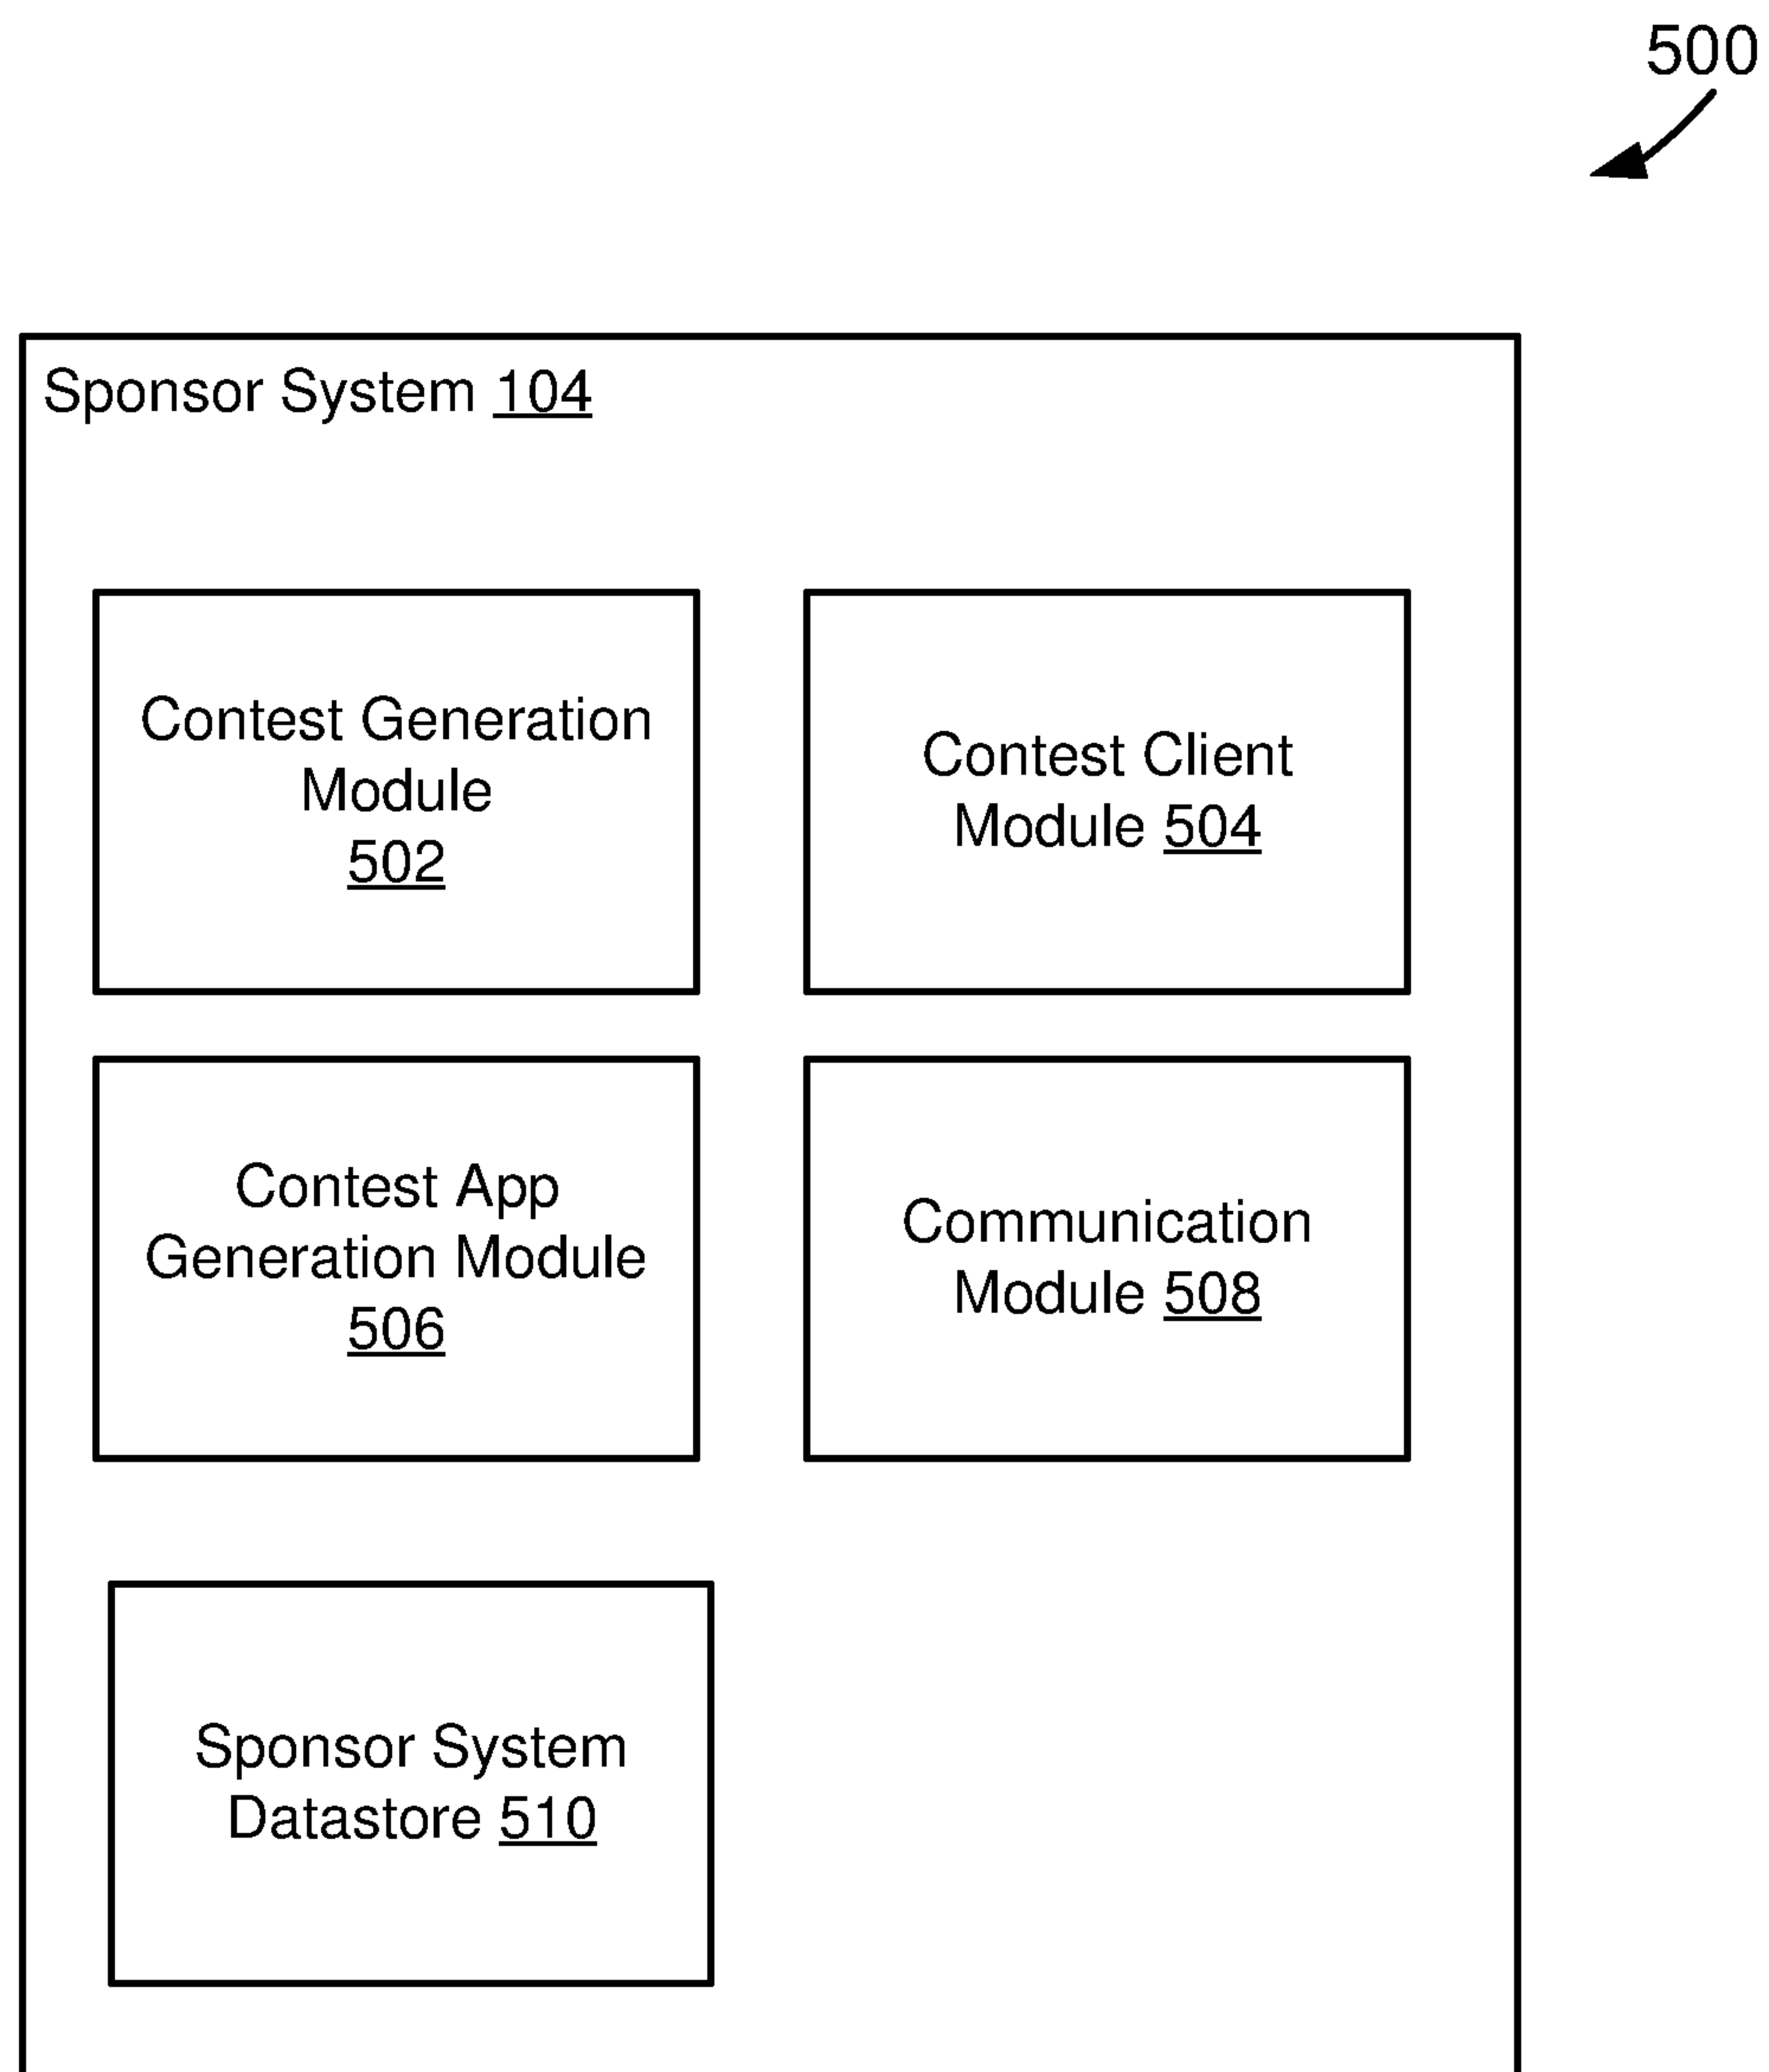 500
Sponsor System 104
Contest Generation
Module
502
Contest Client
Module 504
Contest App
Generation Module
506
Communication
Module 508
Sponsor System
Datastore 510